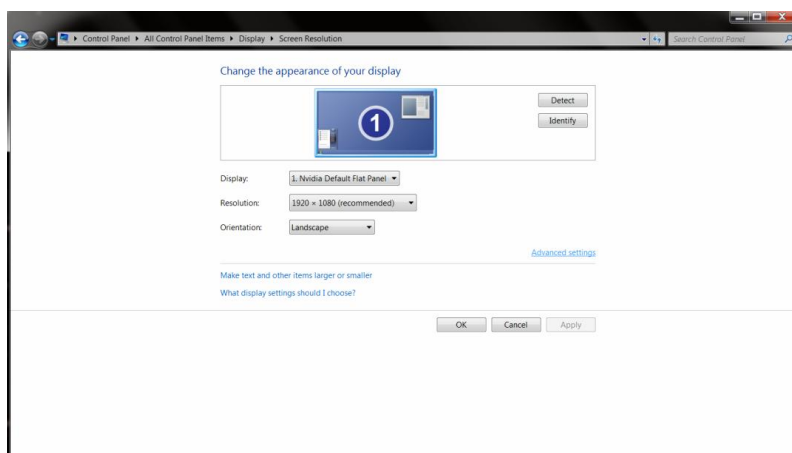 Control Panel ▸ All Control Panel Items ▸ Display ▸ Screen Resolution
Search Control Panel
Change the appearance of your display
1
Detect
Identify
Display: 1. Nvidia Default Flat Panel
Resolution: 1920 × 1080 (recommended)
Orientation: Landscape
Advanced settings
Make text and other items larger or smaller
What display settings should I choose?
OK Cancel Apply